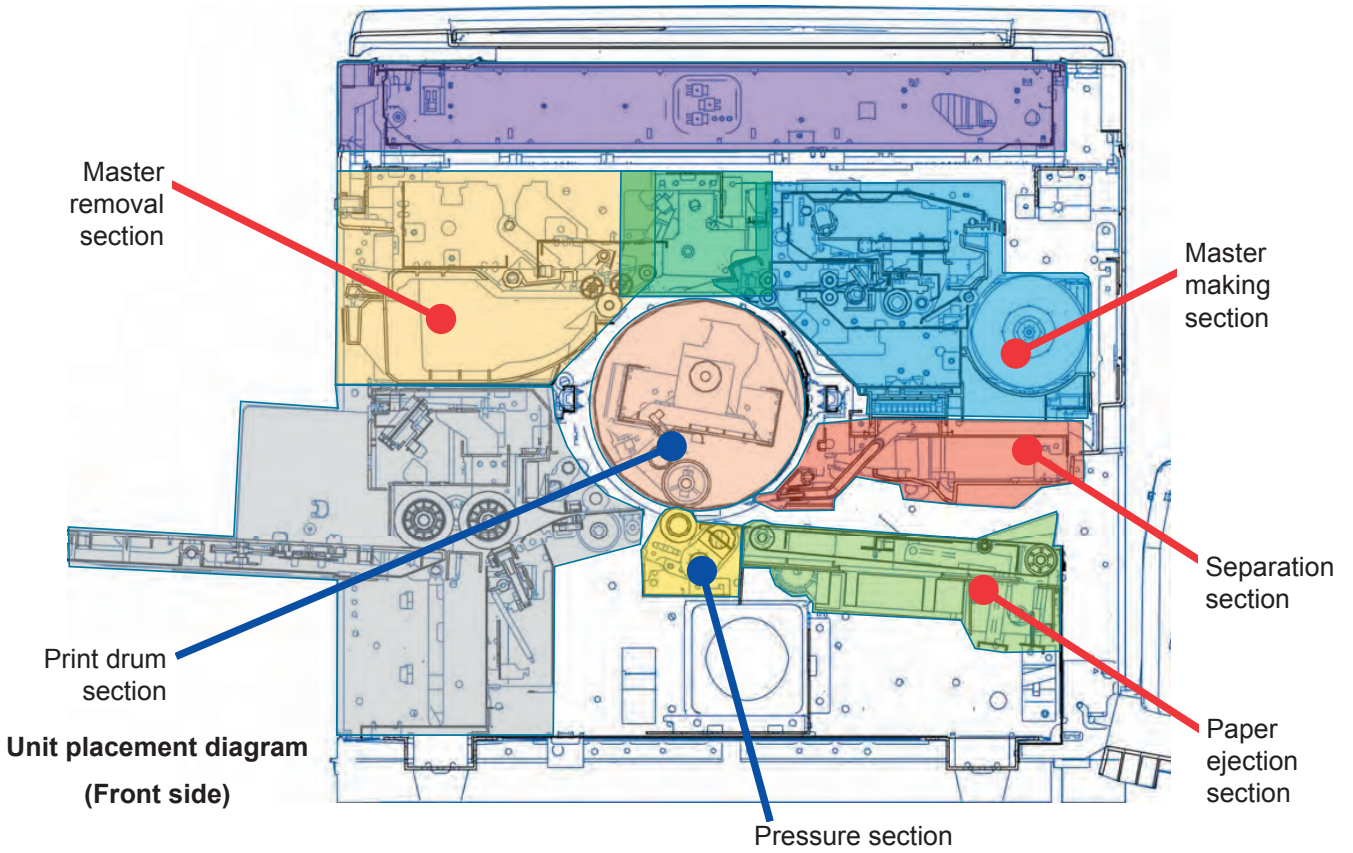 Master
removal
section
Master
making
section
Separation
section
Print drum
section
Paper
ejection
section
Unit placement diagram
(Front side)
Pressure section